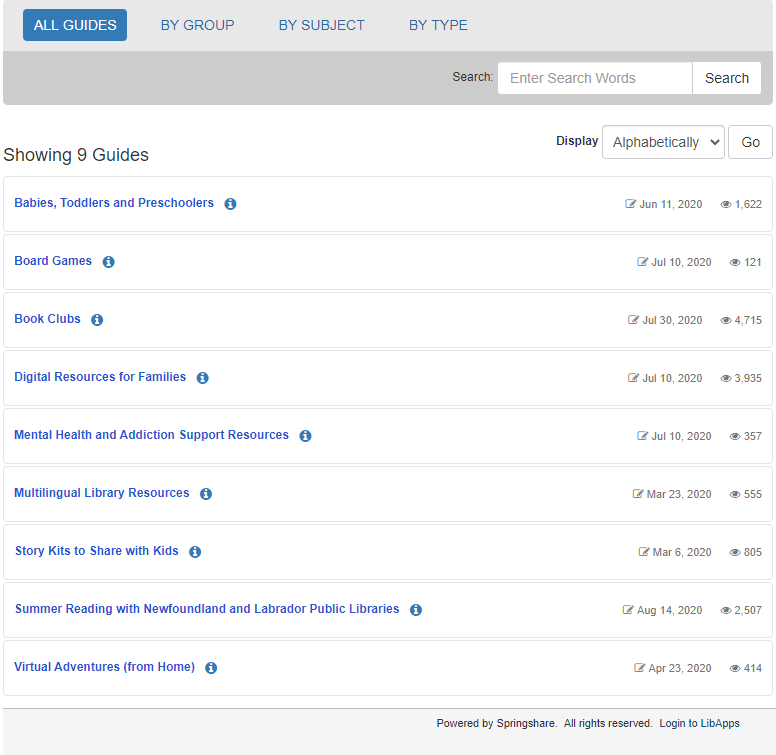 ALL GUIDES BY GROUP BY SUBJECT BY TYPE
Search: Enter Search Words Search
Display Alphabetically Go
Showing 9 Guides
Babies, Toddlers and Preschoolers Jun 11, 2020 1,622
Board Games Jul 10, 2020 121
Book Clubs Jul 30, 2020 4,715
Digital Resources for Families Jul 10, 2020 3,935
Mental Health and Addiction Support Resources Jul 10, 2020 357
Multilingual Library Resources Mar 23, 2020 555
Story Kits to Share with Kids Mar 6, 2020 805
Summer Reading with Newfoundland and Labrador Public Libraries Aug 14, 2020 2,507
Virtual Adventures (from Home) Apr 23, 2020 414
Powered by Springshare. All rights reserved. Login to LibApps